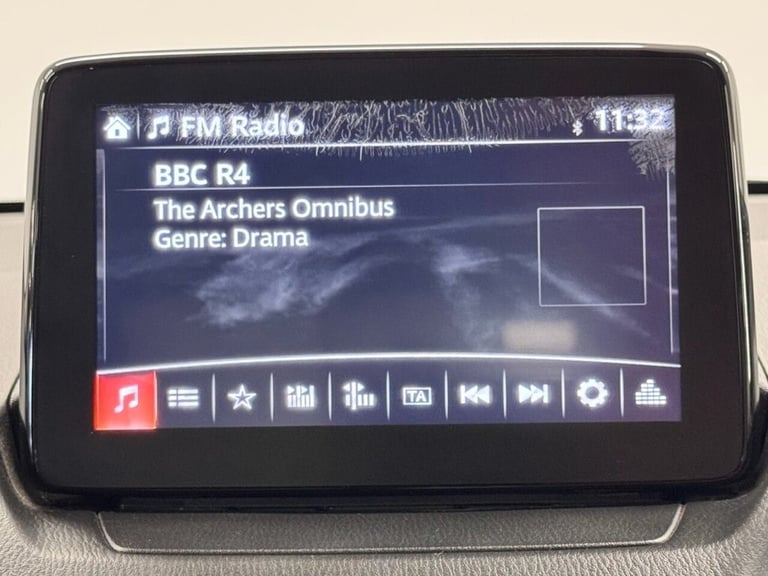 FM Radio
11:32
BBC R4
The Archers Omnibus
Genre: Drama
TA